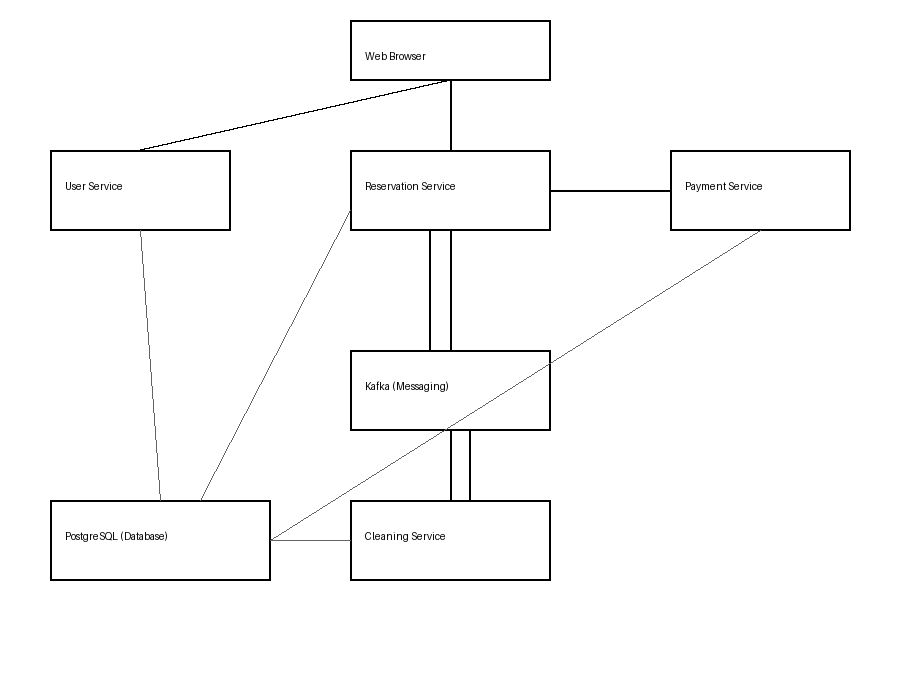 Web Browser
User Service
Reservation Service
Payment Service
Kafka (Messaging)
PostgreSQL (Database)
Cleaning Service